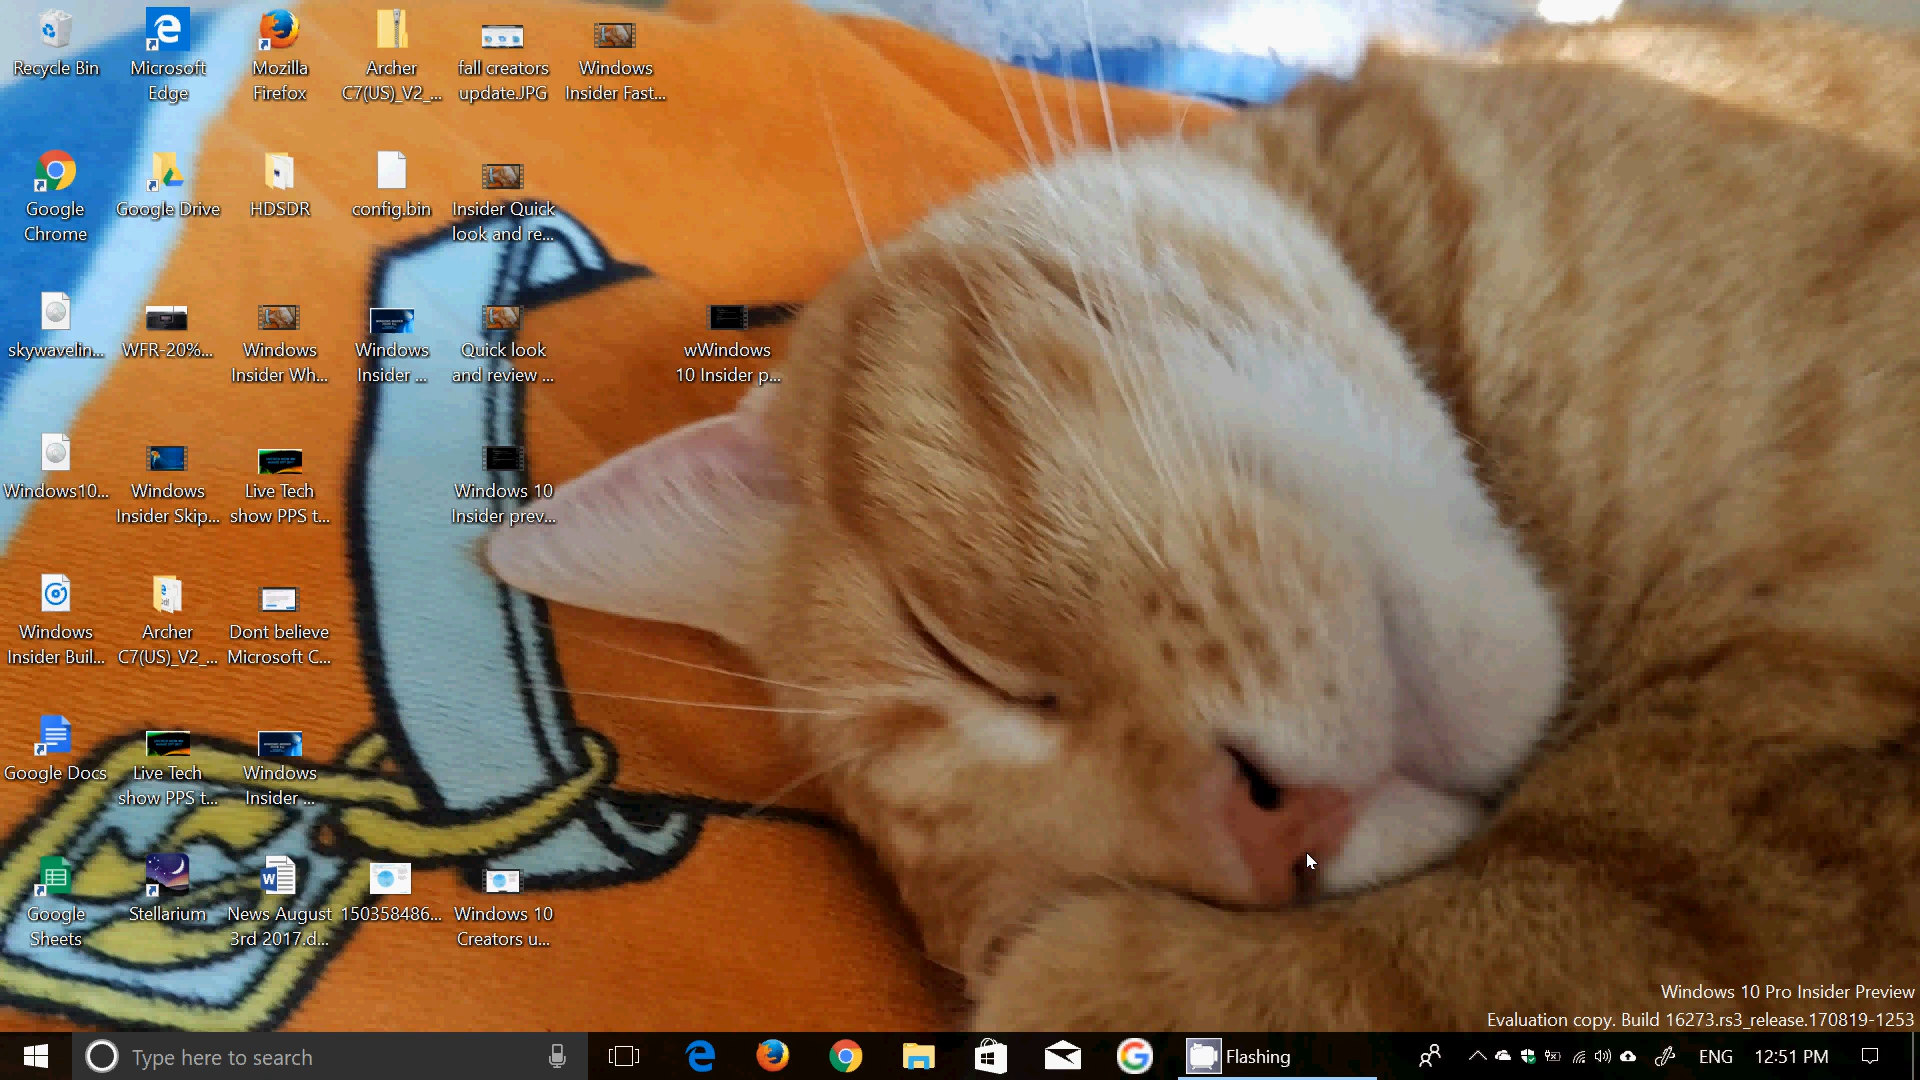 Recycle Bin
Microsoft Edge
Mozilla Firefox
Archer C7(US)_V2_...
fall creators update.JPG
Windows Insider Fast...
Google Chrome
Google Drive
HDSDR
config.bin
Insider Quick look and re...
skywavelin...
WFR-20%...
Windows Insider Wh...
Windows Insider ...
Quick look and review ...
wWindows 10 Insider p...
Windows10...
Windows Insider Skip...
Live Tech show PPS t...
Windows 10 Insider prev...
Windows Insider Buil...
Archer C7(US)_V2_...
Dont believe Microsoft C...
Google Docs
Live Tech show PPS t...
Windows Insider ...
Google Sheets
Stellarium
News August 3rd 2017.d...
150358486...
Windows 10 Creators u...
Windows 10 Pro Insider Preview
Evaluation copy. Build 16273.rs3_release.170819-1253
Type here to search
Flashing
ENG
12:51 PM